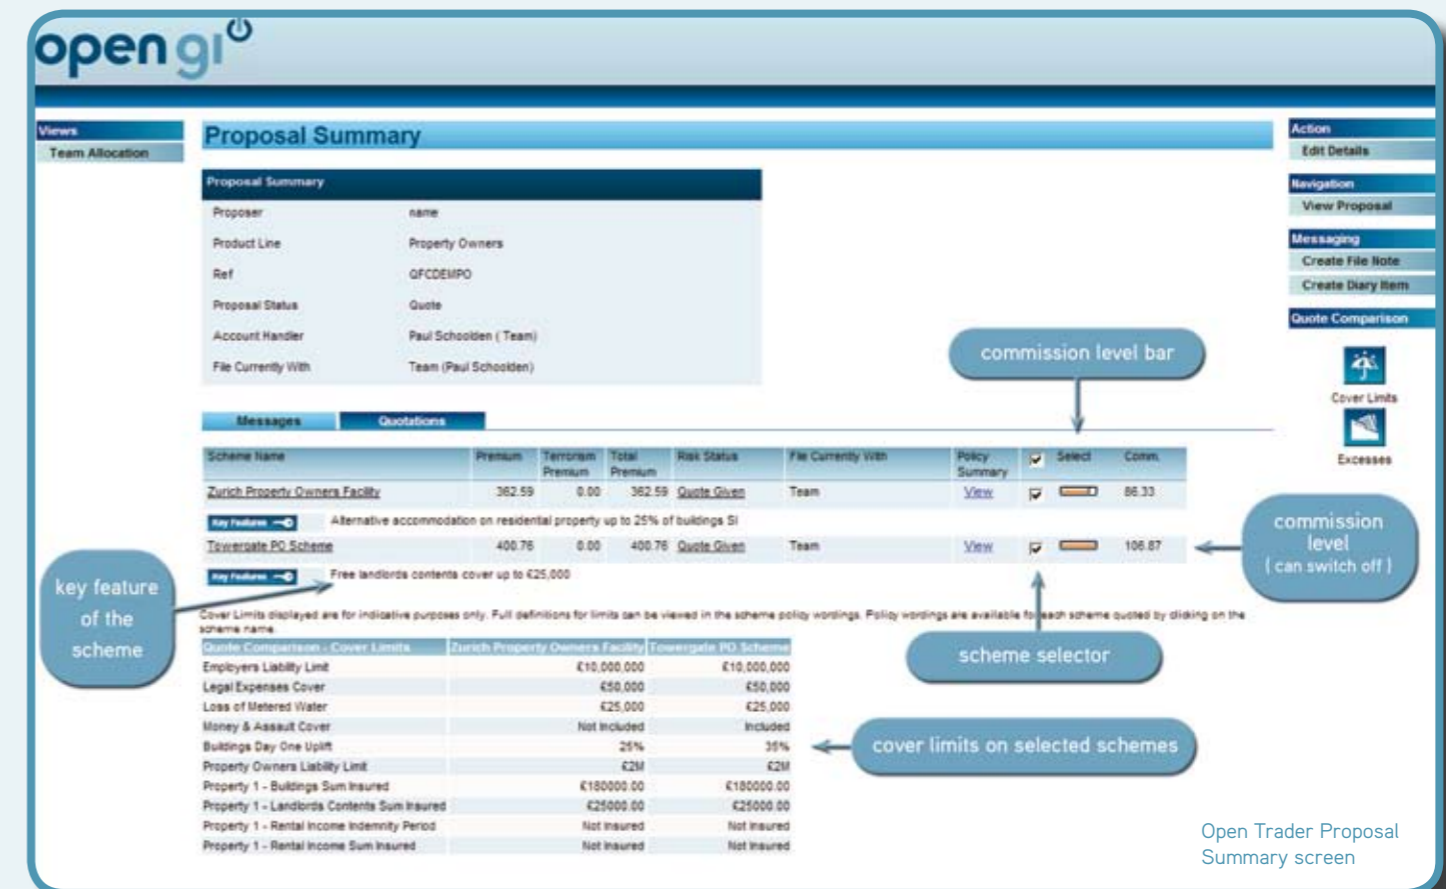 open gi
Views
Team Allocation
Proposal Summary
Proposal Summary
Proposer name
Product Line Property Owners
Ref QFCDEMPO
Proposal Status Quote
Account Handler Paul Schoolden ( Team)
File Currently With Team (Paul Schoolden)
Action
Edit Details
Navigation
View Proposal
Messaging
Create File Note
Create Diary Item
Quote Comparison
Cover Limits
Excesses
commission level bar
Messages Quotations
Scheme Name Premium Terrorism Premium Total Premium Risk Status File Currently With Policy Summary Select Comm.
Zurich Property Owners Facility 362.59 0.00 362.59 Quote Given Team View 86.33
Key Features Alternative accommodation on residential property up to 25% of buildings SI
Towergate PO Scheme 400.76 0.00 400.76 Quote Given Team View 106.87
Key Features Free landlords contents cover up to £25,000
commission
level
( can switch off )
key feature
of the
scheme
scheme selector
Cover Limits displayed are for indicative purposes only. Full definitions for limits can be viewed in the scheme policy wordings. Policy wordings are available for each scheme quoted by clicking on the
scheme name.
Quote Comparison - Cover Limits Zurich Property Owners Facility Towergate PO Scheme
Employers Liability Limit £10,000,000 £10,000,000
Legal Expenses Cover £50,000 £50,000
Loss of Metered Water £25,000 £25,000
Money & Assault Cover Not Included Included
Buildings Day One Uplift 25% 35%
Property Owners Liability Limit £2M £2M
Property 1 - Buildings Sum Insured £180000.00 £180000.00
Property 1 - Landlords Contents Sum Insured £25000.00 £25000.00
Property 1 - Rental Income Indemnity Period Not Insured Not Insured
Property 1 - Rental Income Sum Insured Not Insured Not Insured
cover limits on selected schemes
Open Trader Proposal
Summary screen